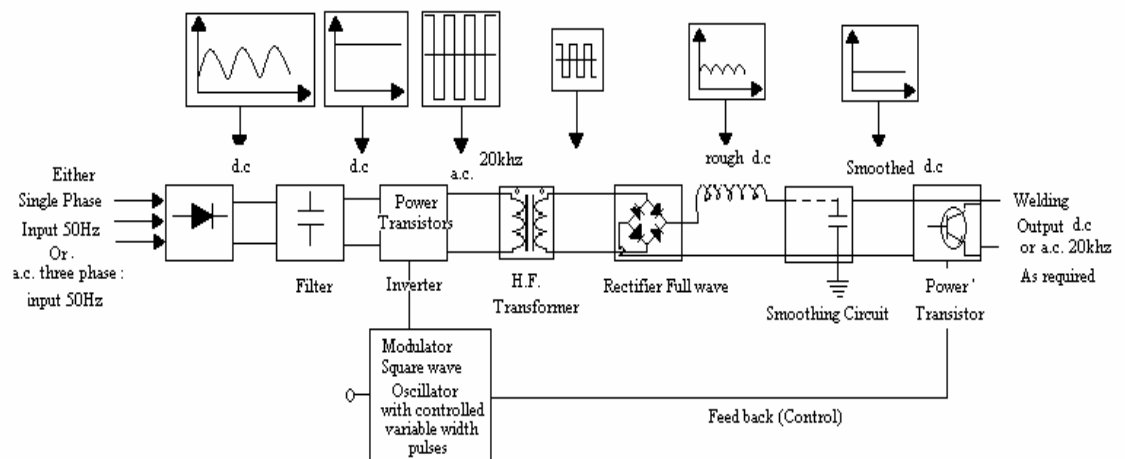 d.c
d.c
20khz
a.c.
rough d.c
Smoothed d.c
Either
Single Phase
Input 50Hz
Or.
a.c. three phase :
input 50Hz
Filter
Power
Transistors
Inverter
H.F.
Transformer
Rectifier Full wave
Smoothing Circuit
Power '
Transistor
Welding
Output d.c
or a.c. 20khz
As required
Modulator
Square wave
Oscillator
with controlled
variable width
pulses
Feed back (Control)